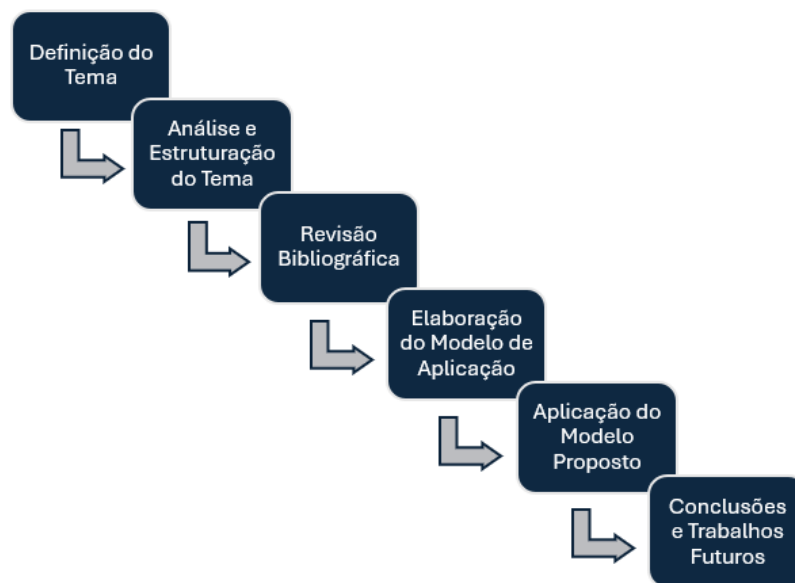 Definição do
Tema
Análise e
Estruturação
do Tema
Revisão
Bibliográfica
Elaboração
do Modelo de
Aplicação
Aplicação do
Modelo
Proposto
Conclusões
e Trabalhos
Futuros